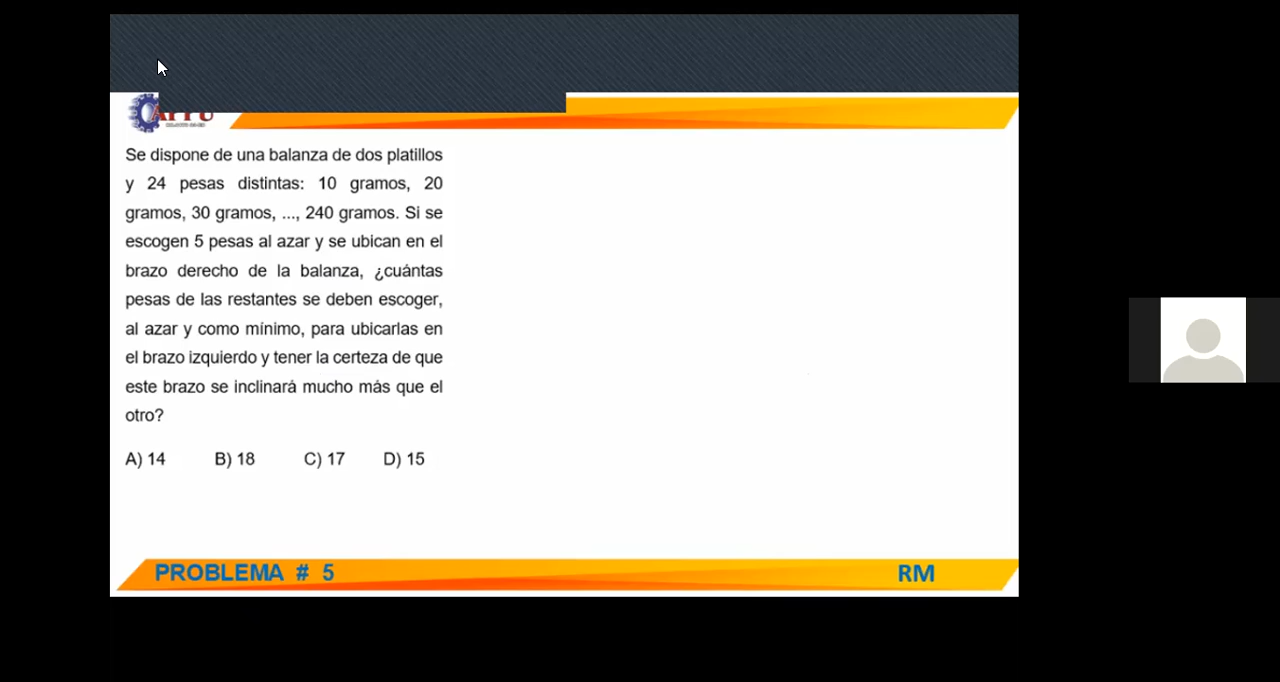 Se dispone de una balanza de dos platillos
y 24 pesas distintas: 10 gramos, 20
gramos, 30 gramos, ..., 240 gramos. Si se
escogen 5 pesas al azar y se ubican en el
brazo derecho de la balanza, ¿cuántas
pesas de las restantes se deben escoger,
al azar y como mínimo, para ubicarlas en
el brazo izquierdo y tener la certeza de que
este brazo se inclinará mucho más que el
otro?
A) 14 B) 18 C) 17 D) 15
PROBLEMA # 5 RM